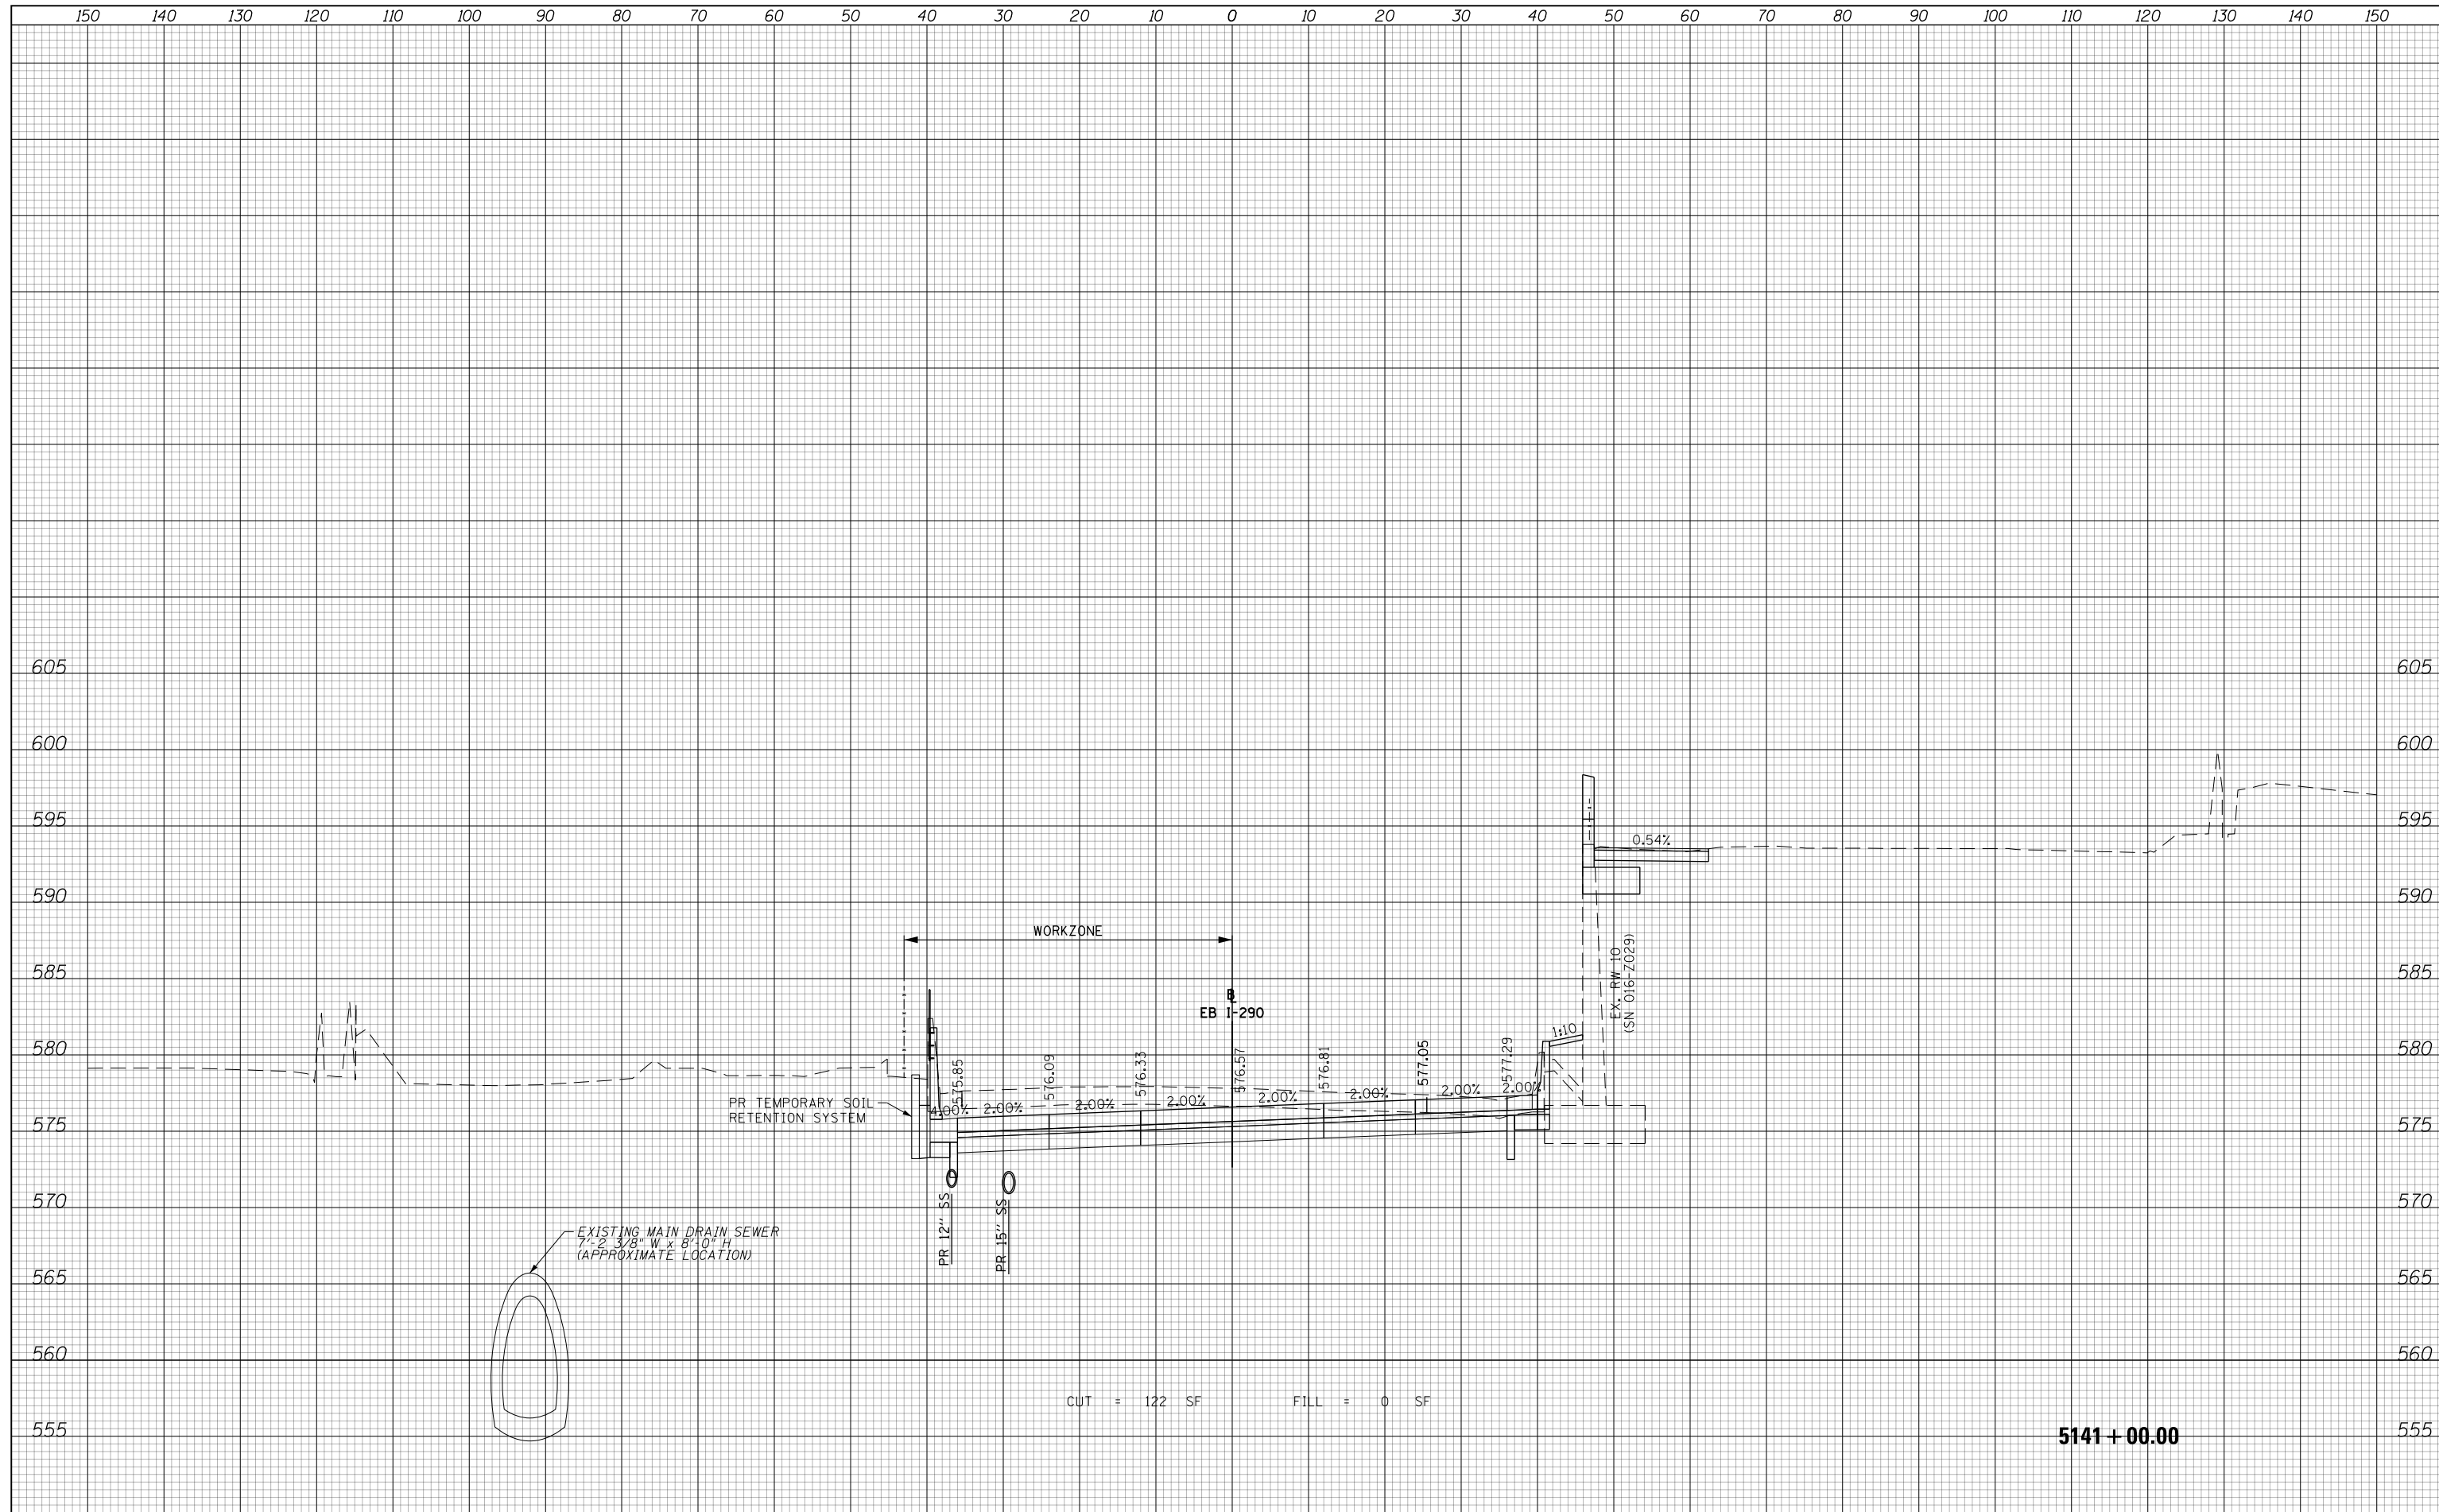 150 140 130 120 110 100 90 80 70 60 50 40 30 20 10 0 10 20 30 40 50 60 70 80 90 100 110 120 130 140 150
605 605
600 600
595 595
0.54%
590 590
WORKZONE
585 585
EX. RW 10
(SN 016-Z029)
BL
EB I-290
1:10
580 580
575.85 576.09 576.33 576.57 576.81 577.05 577.29
4.00% 2.00% 2.00% 2.00% 2.00% 2.00% 2.00% 2.00%
PR TEMPORARY SOIL
RETENTION SYSTEM
575 575
570 570
PR 12" SS
PR 15" SS
EXISTING MAIN DRAIN SEWER
7'-2 3/8" W x 8'-0" H
(APPROXIMATE LOCATION)
565 565
560 560
CUT = 122 SF FILL = 0 SF
555 555
5141+00.00